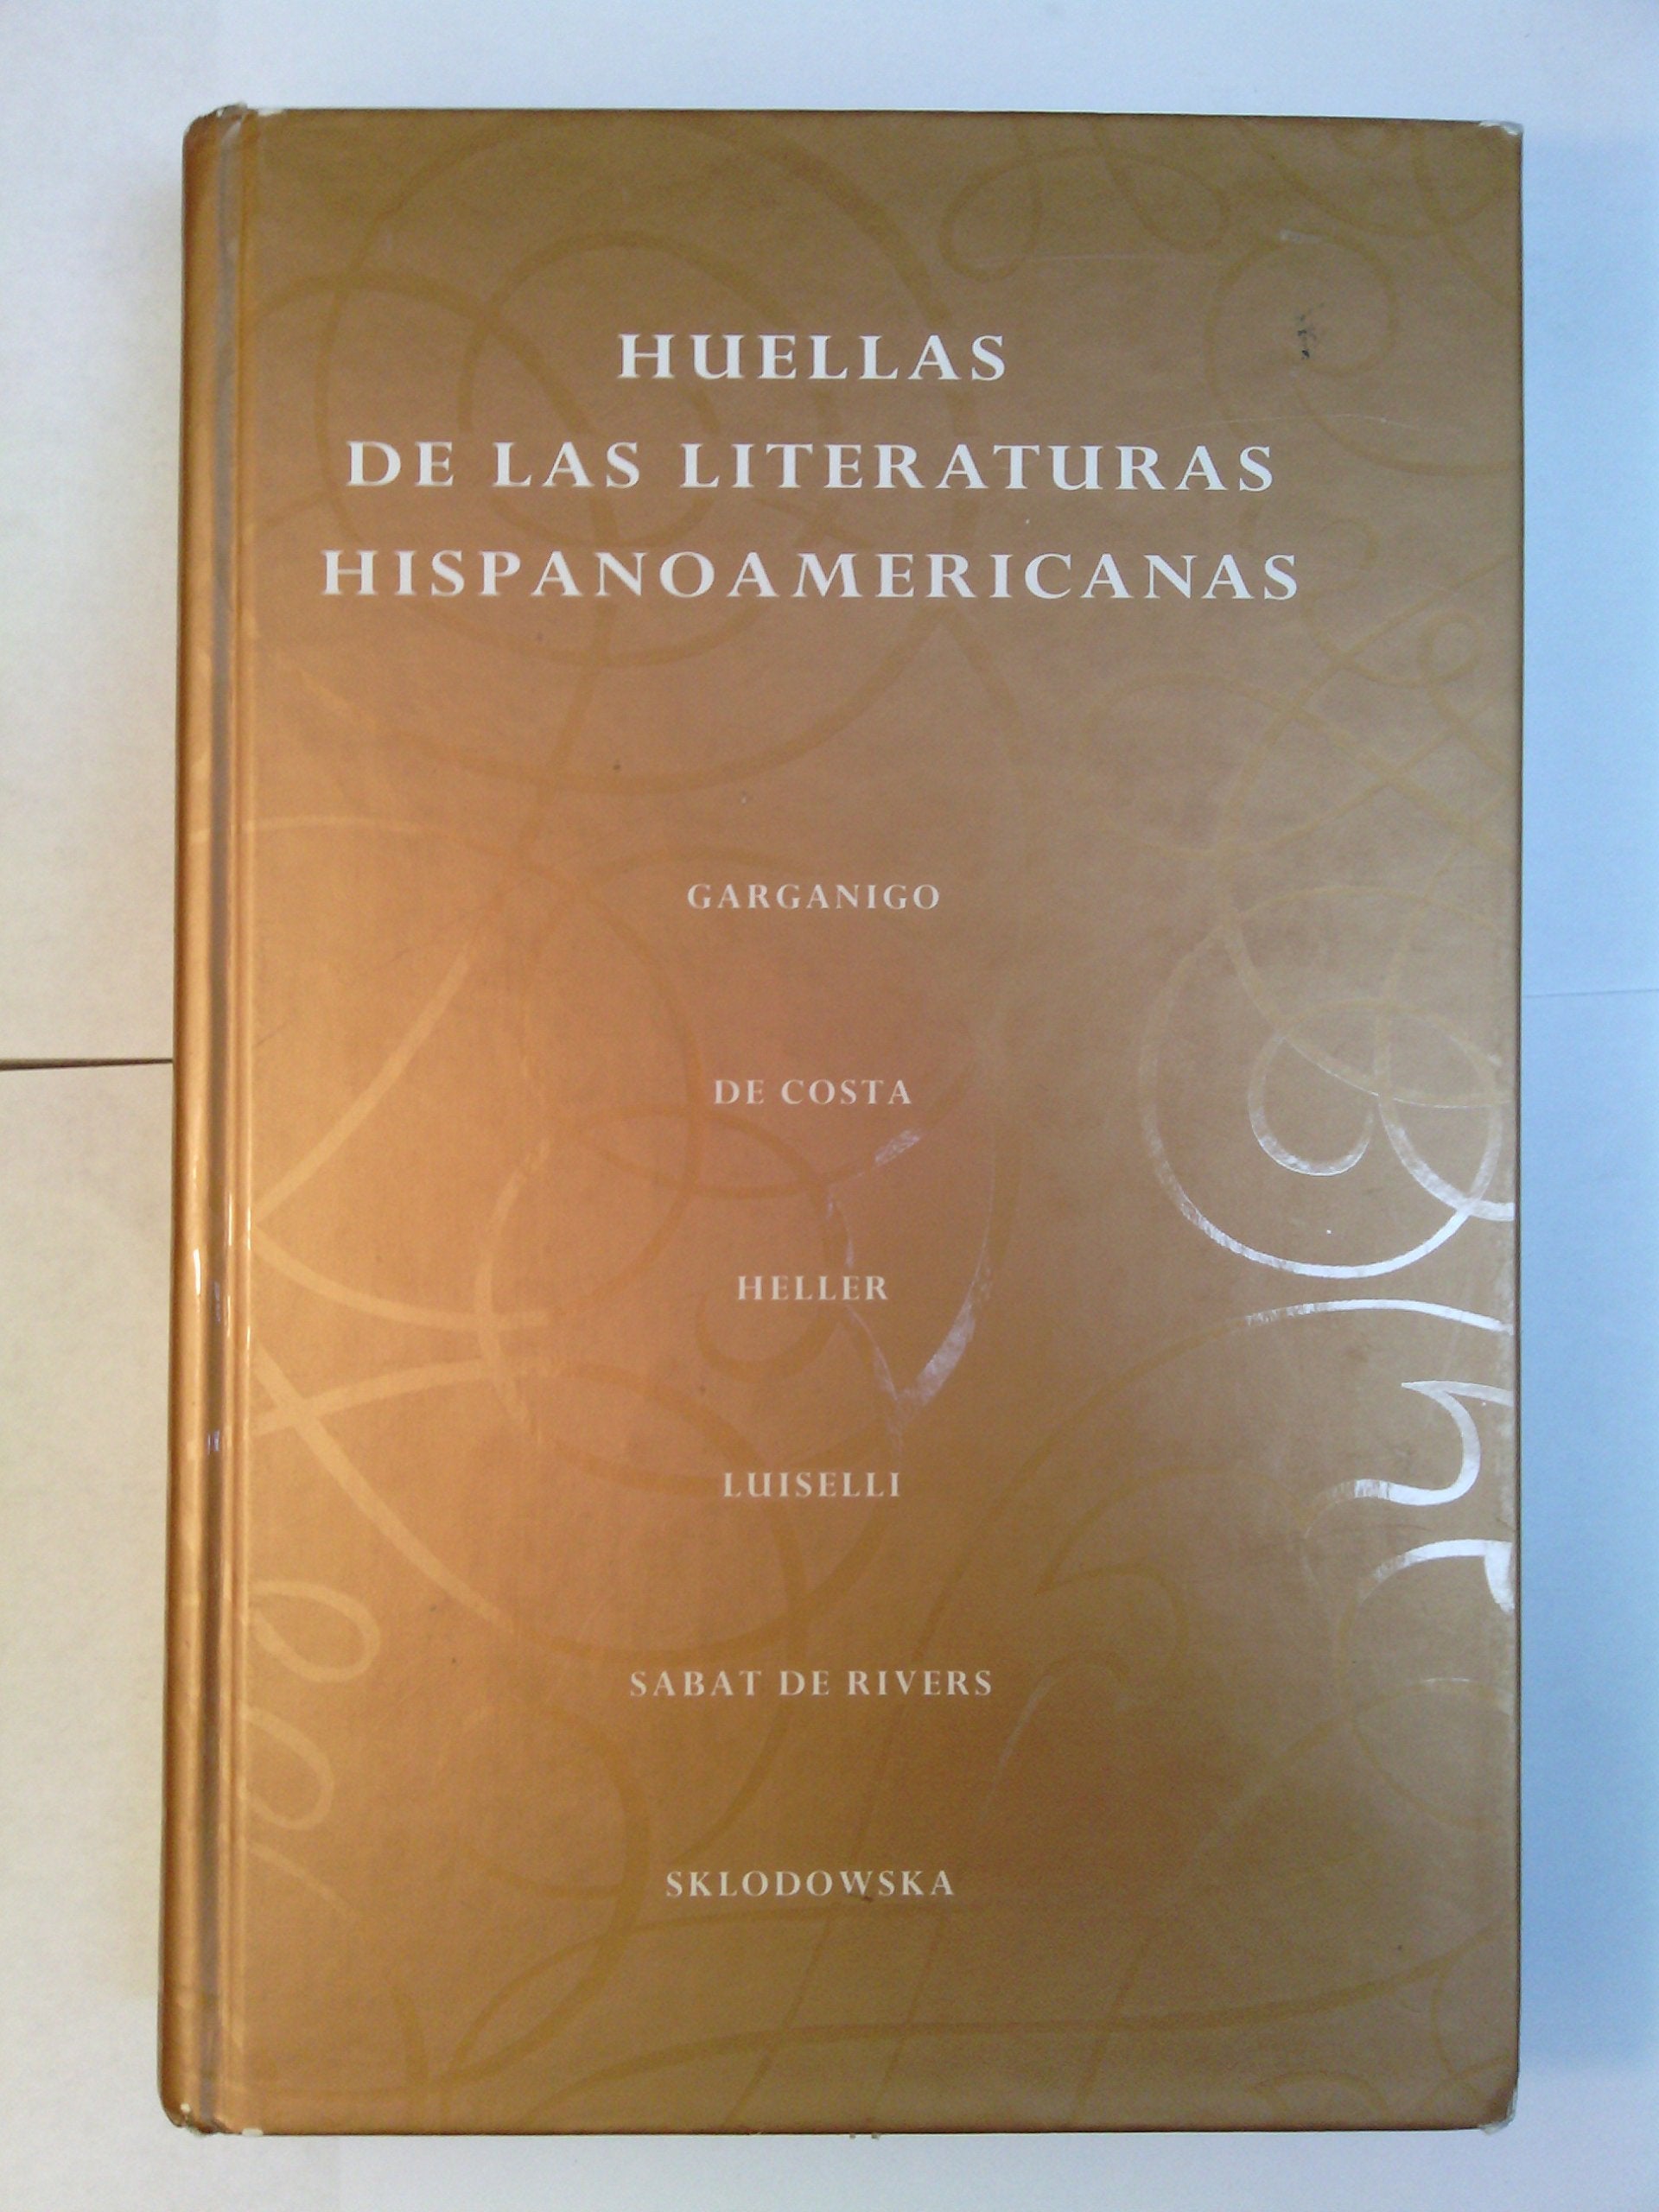 HUELLAS
DE LAS LITERATURAS
HISPANOAMERICANAS
GARGANIGO
DE COSTA
HELLER
LUISELLI
SABAT DE RIVERS
SKLODOWSKA